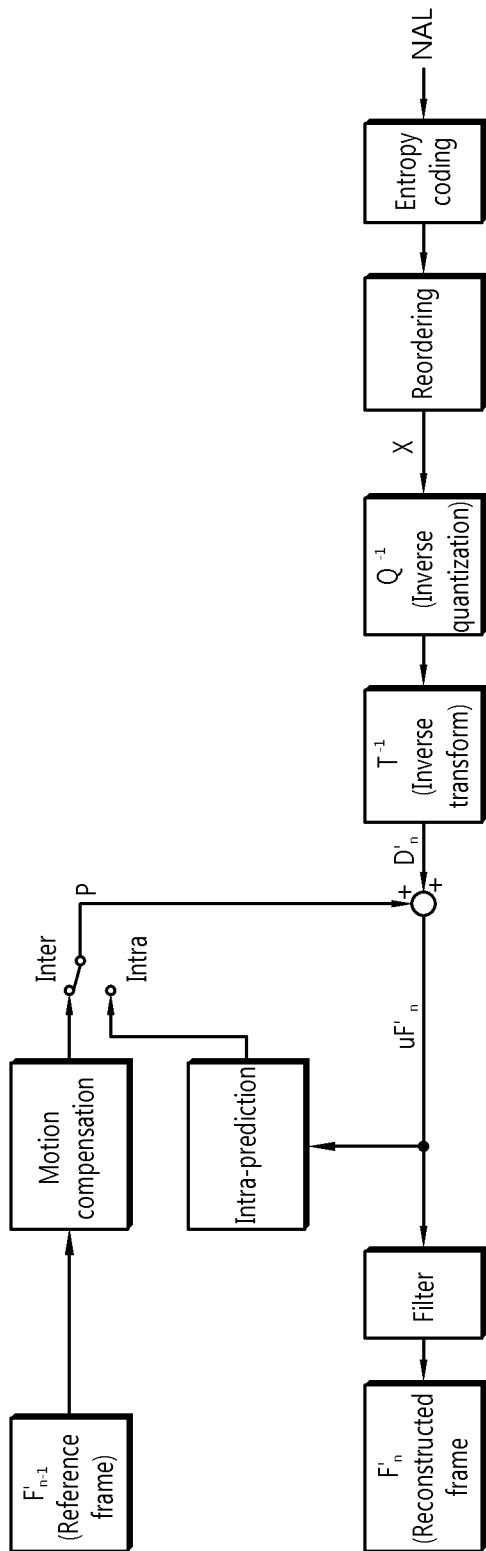 F'n-1
(Reference
frame)
Motion
compensation
Inter
P
Intra
Intra-prediction
F'n
(Reconstructed
frame
Filter
uF'n
+
+
D'n
T-1
(Inverse
transform)
Q-1
(Inverse
quantization)
X
Reordering
Entropy
coding
NAL